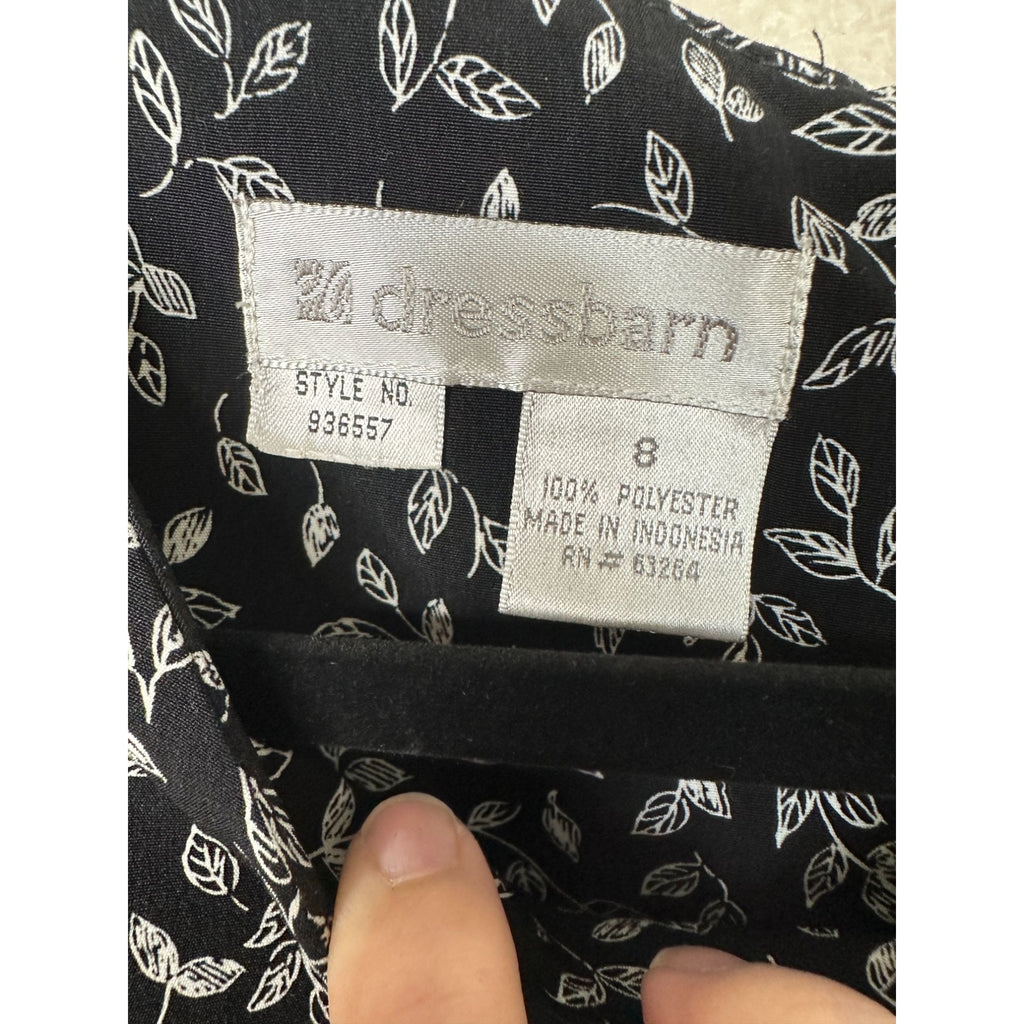 dressbarn
STYLE NO.
936557
8
100% POLYESTER
MADE IN INDONESIA
RN # 63264